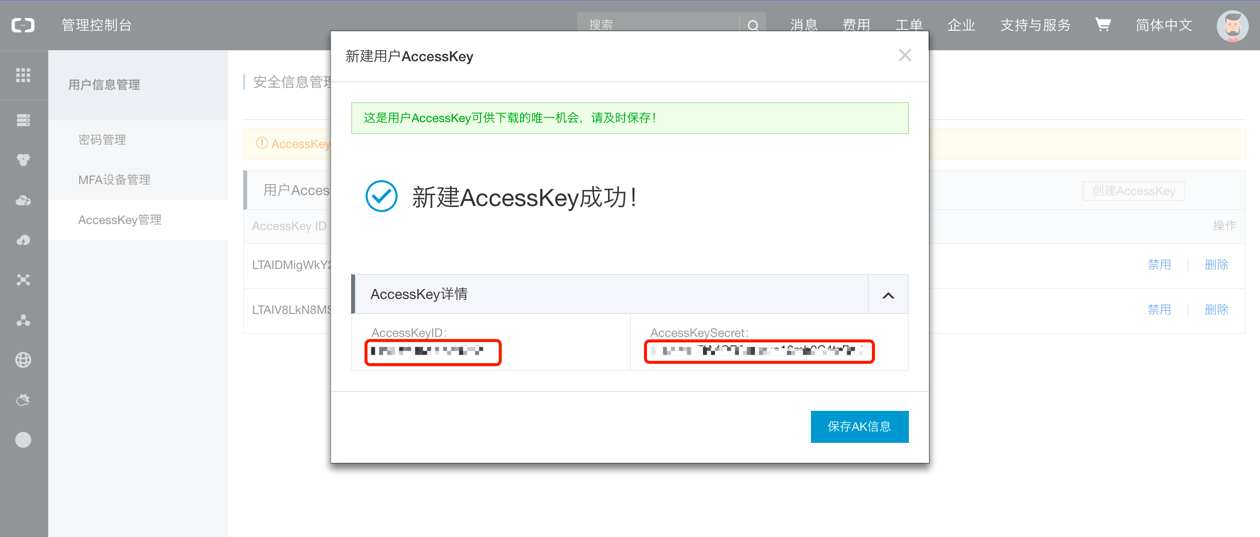 管理控制台
搜索
消息
费用
工单
企业
支持与服务
简体中文
用户信息管理
密码管理
MFA设备管理
AccessKey管理
安全信息管理
AccessKey
用户Acces
创建AccessKey
AccessKey ID
操作
LTAIDMigWkY2
禁用
删除
LTAIV8LkN8MS
禁用
删除
新建用户AccessKey
这是用户AccessKey可供下载的唯一机会，请及时保存！
新建AccessKey成功！
AccessKey详情
AccessKeyID：
AccessKeySecret：
保存AK信息